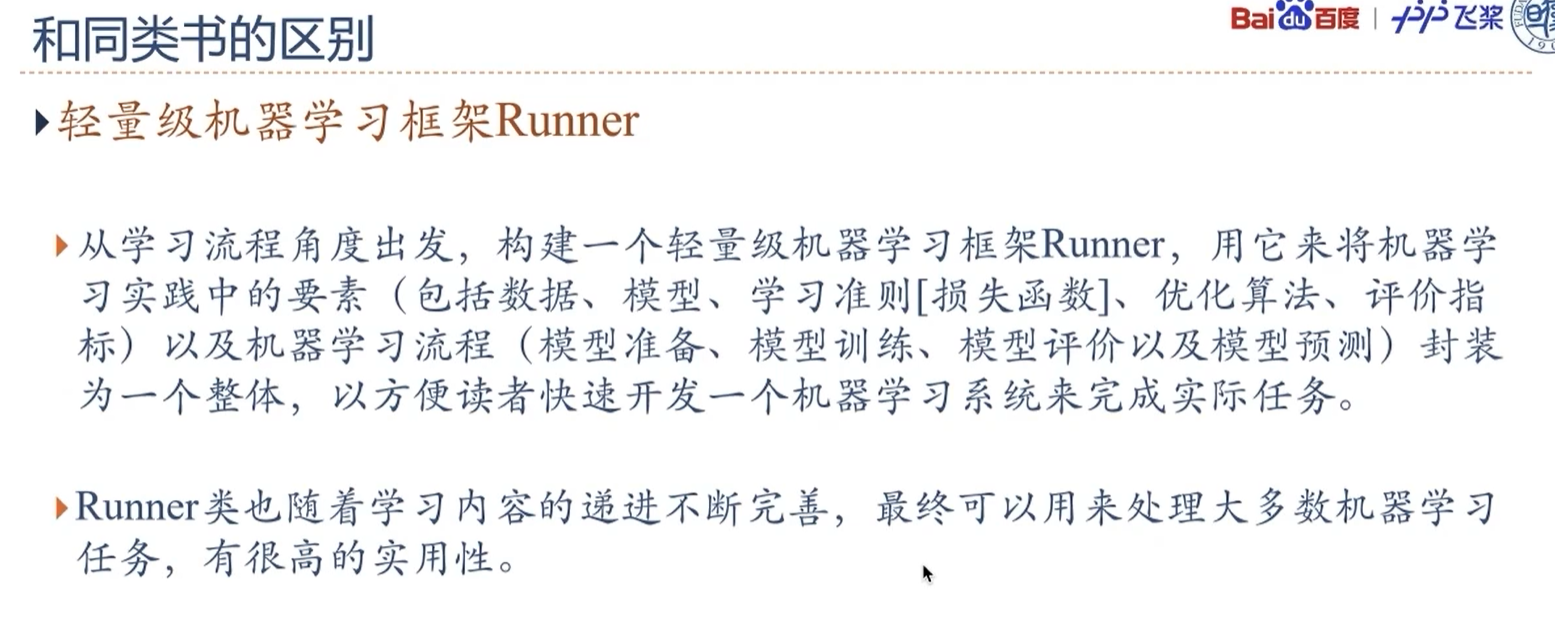 和同类书的区别
Bai du 百度 | 飞桨
轻量级机器学习框架Runner
从学习流程角度出发，构建一个轻量级机器学习框架Runner，用它来将机器学
习实践中的要素（包括数据、模型、学习准则[损失函数]、优化算法、评价指
标）以及机器学习流程（模型准备、模型训练、模型评价以及模型预测）封装
为一个整体，以方便读者快速开发一个机器学习系统来完成实际任务。
Runner类也随着学习内容的递进不断完善，最终可以用来处理大多数机器学习
任务，有很高的实用性。